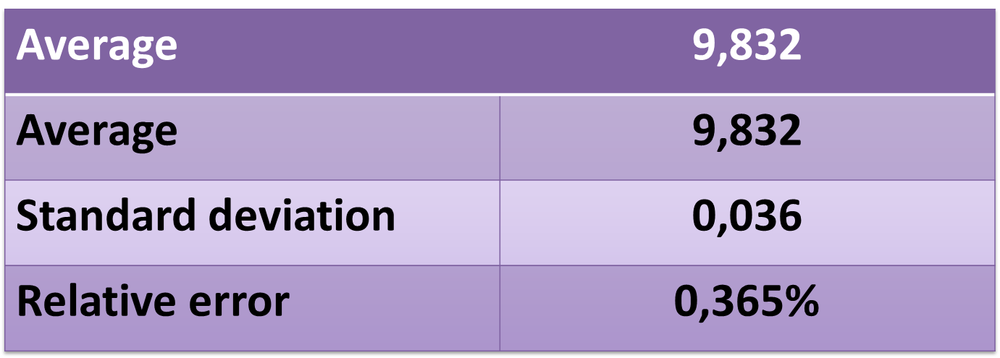 Average 9,832
Average 9,832
Standard deviation 0,036
Relative error 0,365%